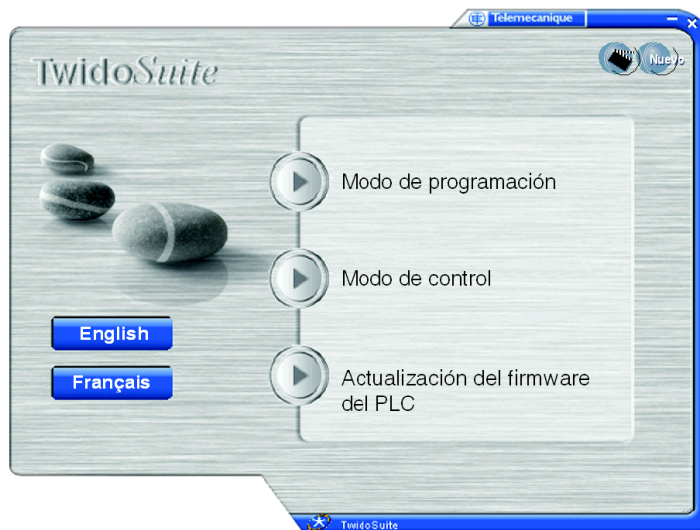 Telemecanique
TwidoSuite
Nuevo
Modo de programación
Modo de control
English
Français
Actualización del firmware
del PLC
TwidoSuite